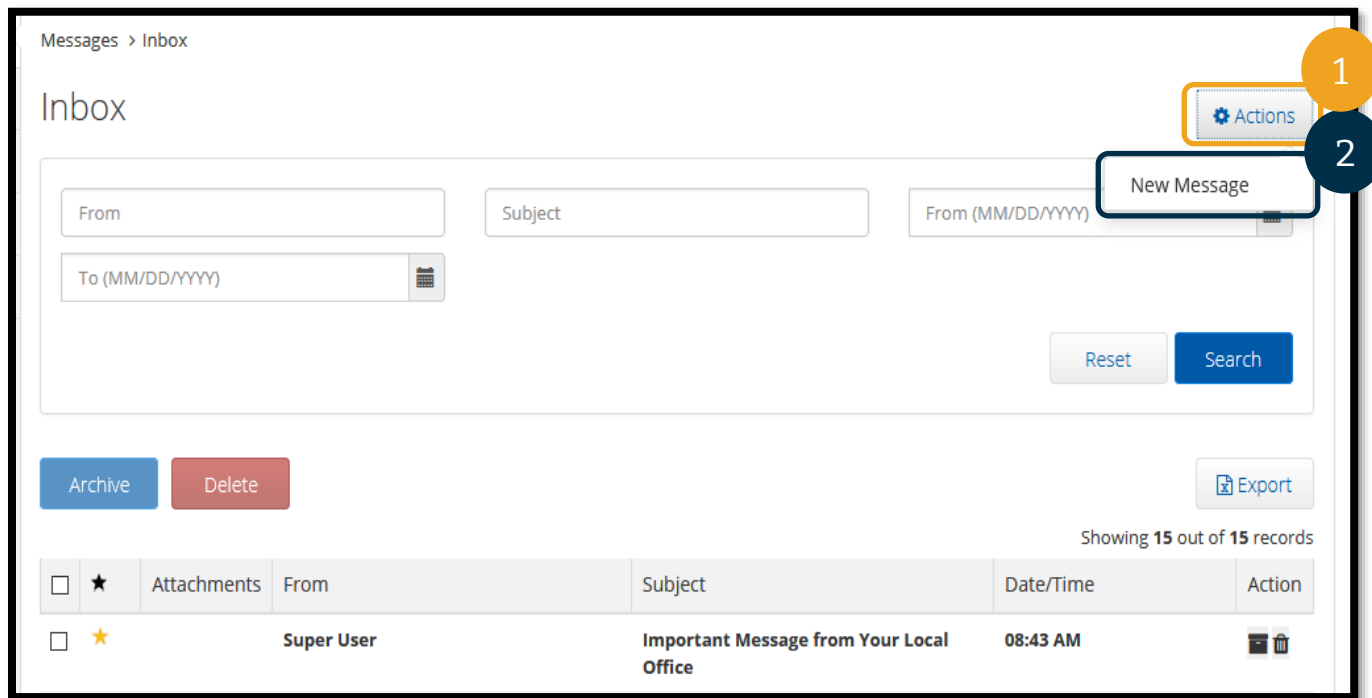 Messages > Inbox
1
Inbox
Actions
2
New Message
From
Subject
From (MM/DD/YYYY)
To (MM/DD/YYYY)
Reset
Search
Archive
Delete
Export
Showing 15 out of 15 records
Attachments From Subject Date/Time Action
Super User Important Message from Your Local 08:43 AM
Office